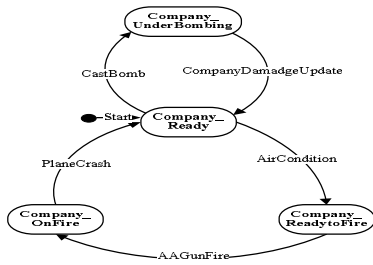 Company_
UnderBombing
CastBomb
CompanyDamadgeUpdate
Start
Company_
Ready
PlaneCrash
AirCondition
Company_
OnFire
Company_
ReadytoFire
AAGunFire